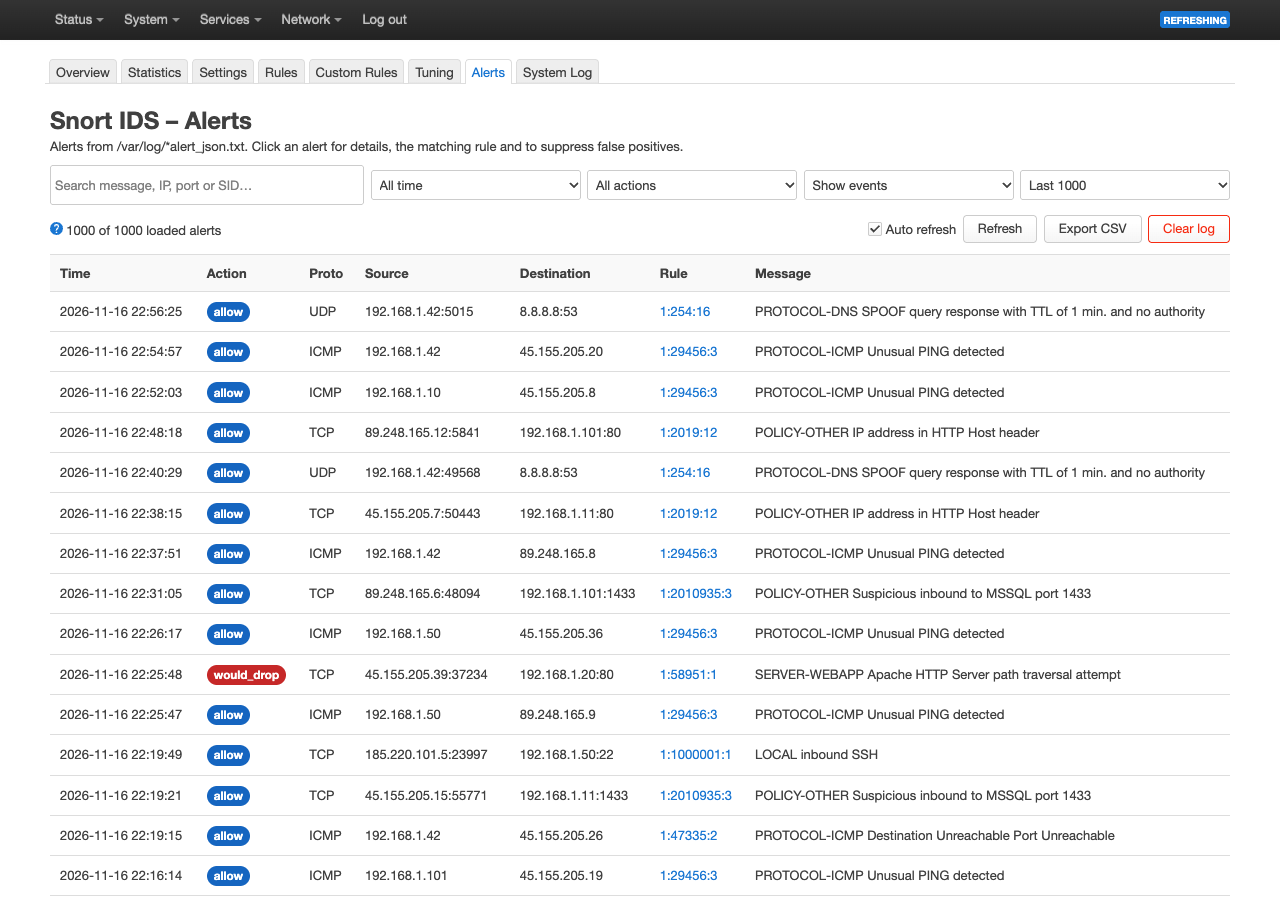 Status System Services Network Log out REFRESHING
Overview Statistics Settings Rules Custom Rules Tuning Alerts System Log
Snort IDS – Alerts
Alerts from /var/log/*alert_json.txt. Click an alert for details, the matching rule and to suppress false positives.
Search message, IP, port or SID... All time All actions Show events Last 1000
? 1000 of 1000 loaded alerts Auto refresh Refresh Export CSV Clear log
Time Action Proto Source Destination Rule Message
2026-11-16 22:56:25 allow UDP 192.168.1.42:5015 8.8.8.8:53 1:254:16 PROTOCOL-DNS SPOOF query response with TTL of 1 min. and no authority
2026-11-16 22:54:57 allow ICMP 192.168.1.42 45.155.205.20 1:29456:3 PROTOCOL-ICMP Unusual PING detected
2026-11-16 22:52:03 allow ICMP 192.168.1.10 45.155.205.8 1:29456:3 PROTOCOL-ICMP Unusual PING detected
2026-11-16 22:48:18 allow TCP 89.248.165.12:5841 192.168.1.101:80 1:2019:12 POLICY-OTHER IP address in HTTP Host header
2026-11-16 22:40:29 allow UDP 192.168.1.42:49568 8.8.8.8:53 1:254:16 PROTOCOL-DNS SPOOF query response with TTL of 1 min. and no authority
2026-11-16 22:38:15 allow TCP 45.155.205.7:50443 192.168.1.11:80 1:2019:12 POLICY-OTHER IP address in HTTP Host header
2026-11-16 22:37:51 allow ICMP 192.168.1.42 89.248.165.8 1:29456:3 PROTOCOL-ICMP Unusual PING detected
2026-11-16 22:31:05 allow TCP 89.248.165.6:48094 192.168.1.101:1433 1:2010935:3 POLICY-OTHER Suspicious inbound to MSSQL port 1433
2026-11-16 22:26:17 allow ICMP 192.168.1.50 45.155.205.36 1:29456:3 PROTOCOL-ICMP Unusual PING detected
2026-11-16 22:25:48 would_drop TCP 45.155.205.39:37234 192.168.1.20:80 1:58951:1 SERVER-WEBAPP Apache HTTP Server path traversal attempt
2026-11-16 22:25:47 allow ICMP 192.168.1.50 89.248.165.9 1:29456:3 PROTOCOL-ICMP Unusual PING detected
2026-11-16 22:19:49 allow TCP 185.220.101.5:23997 192.168.1.50:22 1:1000001:1 LOCAL inbound SSH
2026-11-16 22:19:21 allow TCP 45.155.205.15:55771 192.168.1.11:1433 1:2010935:3 POLICY-OTHER Suspicious inbound to MSSQL port 1433
2026-11-16 22:19:15 allow ICMP 192.168.1.42 45.155.205.26 1:47335:2 PROTOCOL-ICMP Destination Unreachable Port Unreachable
2026-11-16 22:16:14 allow ICMP 192.168.1.101 45.155.205.19 1:29456:3 PROTOCOL-ICMP Unusual PING detected